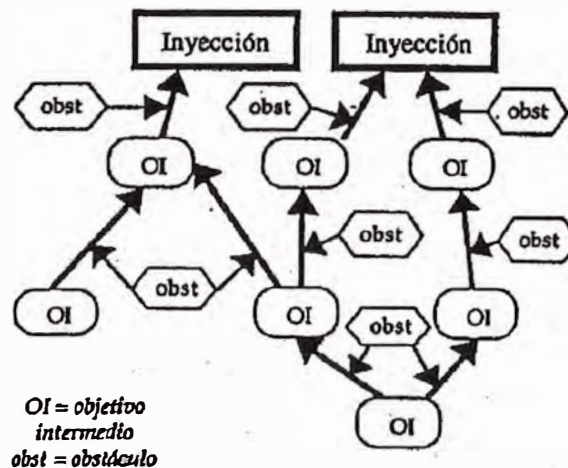 Inyección
Inyección
obst
obst
obst
OI
OI
OI
obst
obst
obst
obst
OI
OI
OI
OI
OI = objetivo
intermedio
obst = obstáculo